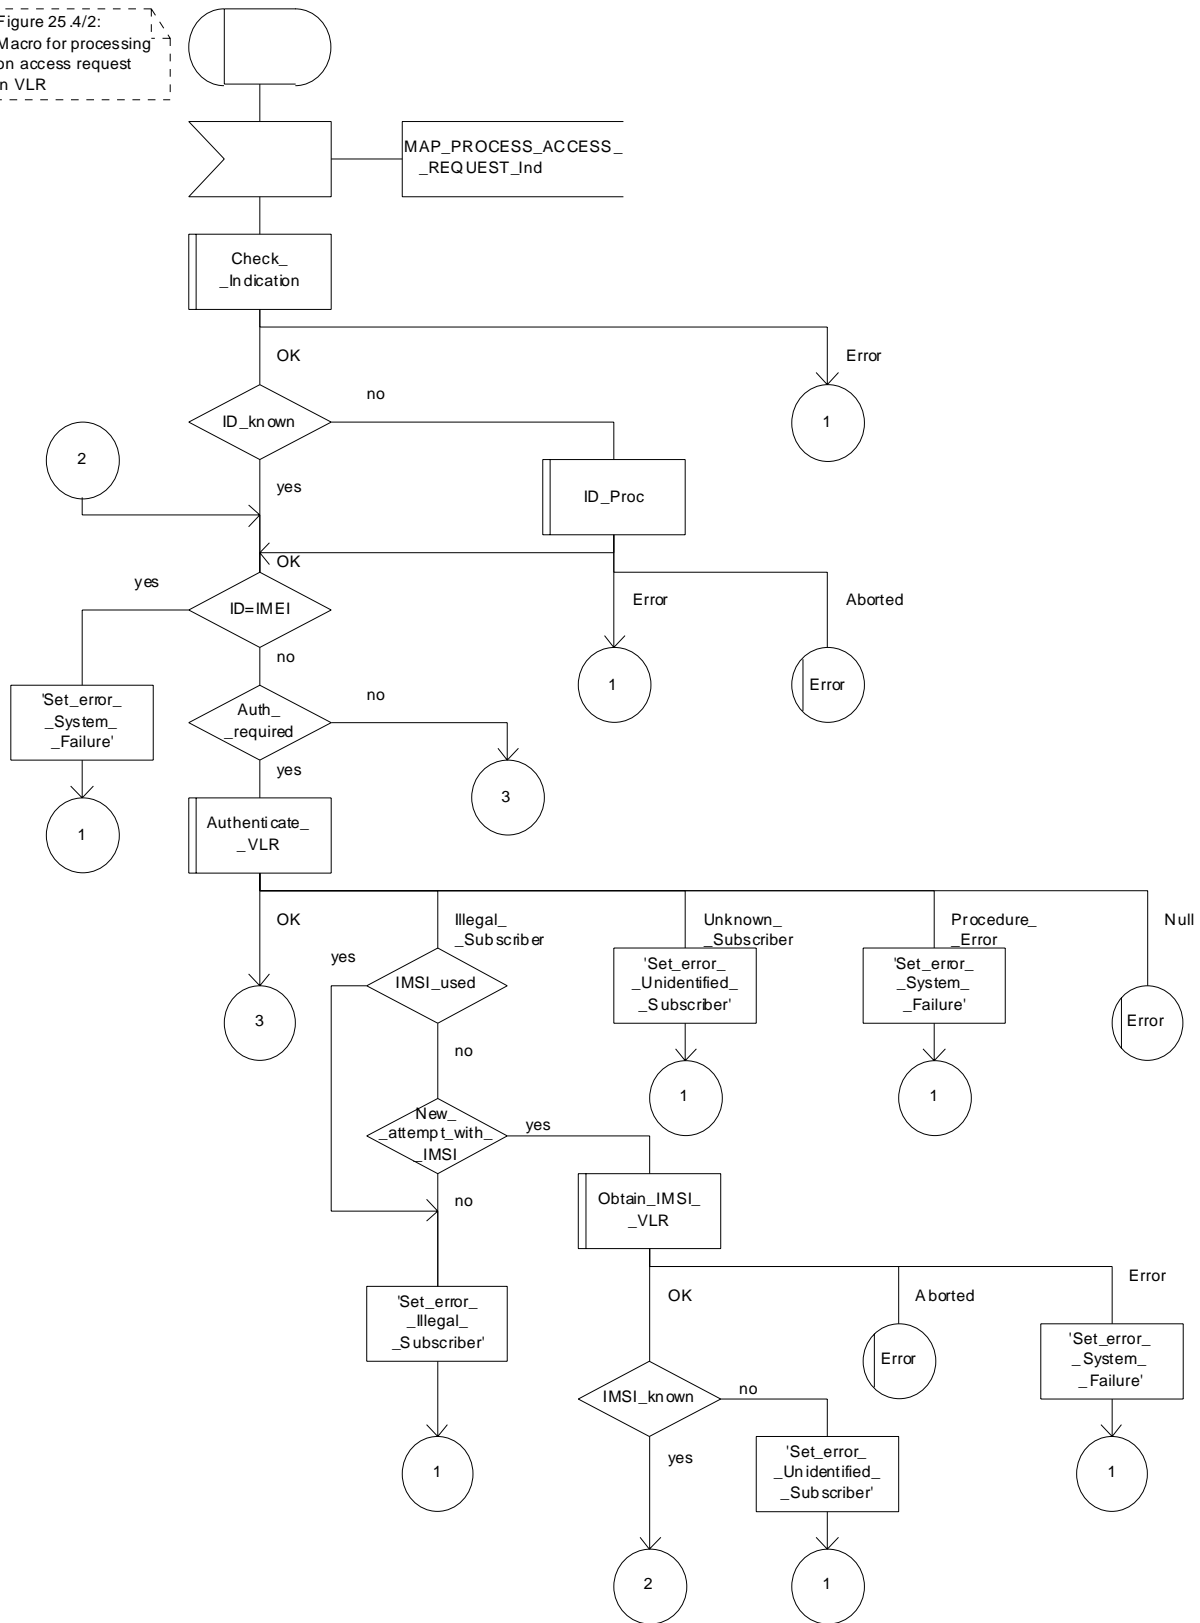 Figure 25.4/2:
Macro for processing
on access request
in VLR
MAP_PROCESS_ACCESS_
_REQUEST_Ind
Check_
_Indication
OK
Error
1
ID_known
no
2
yes
ID_Proc
OK
yes
ID=IMEI
Error
Aborted
no
1
Error
'Set_error_
_System_
_Failure'
Auth_
_required
no
yes
3
1
Authenticate_
_VLR
OK
Illegal_
_Subscriber
Unknown_
_Subscriber
Procedure_
_Error
Null
yes
IMSI_used
'Set_error_
_Unidentified_
_Subscriber'
'Set_error_
_System_
_Failure'
3
Error
no
1
1
New_
_attempt_with_
_IMSI
yes
no
Obtain_IMSI_
_VLR
'Set_error_
_Illegal_
_Subscriber'
OK
Aborted
Error
Error
'Set_error_
_System_
_Failure'
IMSI_known
no
1
yes
'Set_error_
_Unidentified_
_Subscriber'
1
2
1